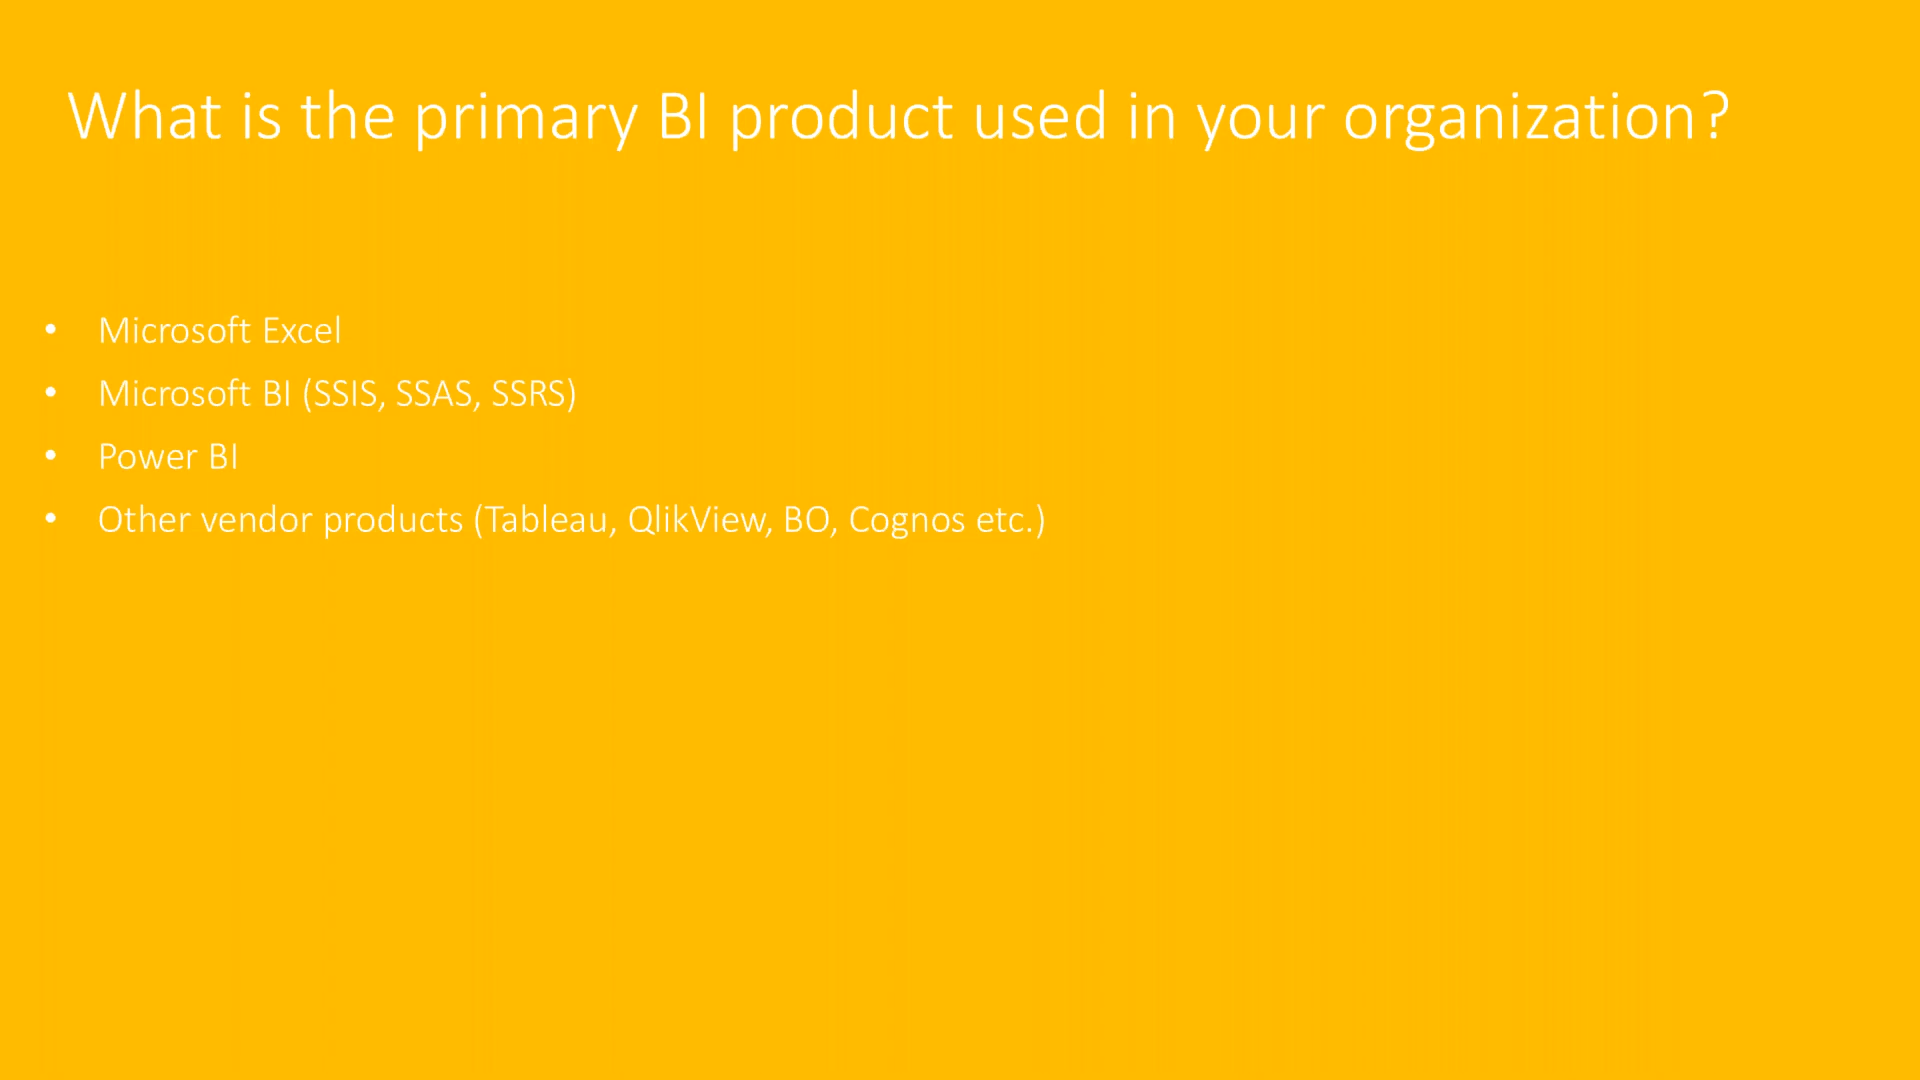 What is the primary BI product used in your organization?
• Microsoft Excel
• Microsoft BI (SSIS, SSAS, SSRS)
• Power BI
• Other vendor products (Tableau, QlikView, BO, Cognos etc.)